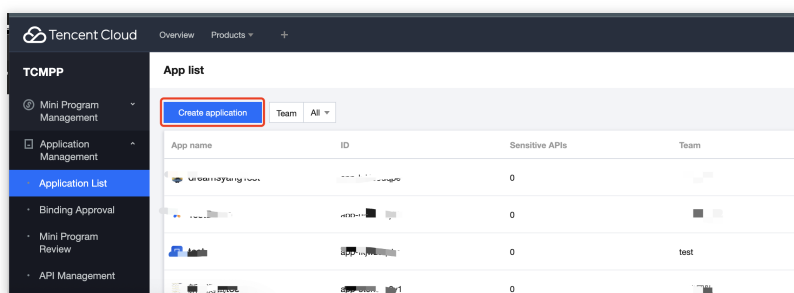 Tencent Cloud Overview Products +
TCMPP
App list
Mini Program
Management
Create application Team All
Application
Management
App name ID Sensitive APIs Team
Application List
0
Binding Approval
0
Mini Program
Review
0 test
API Management
0